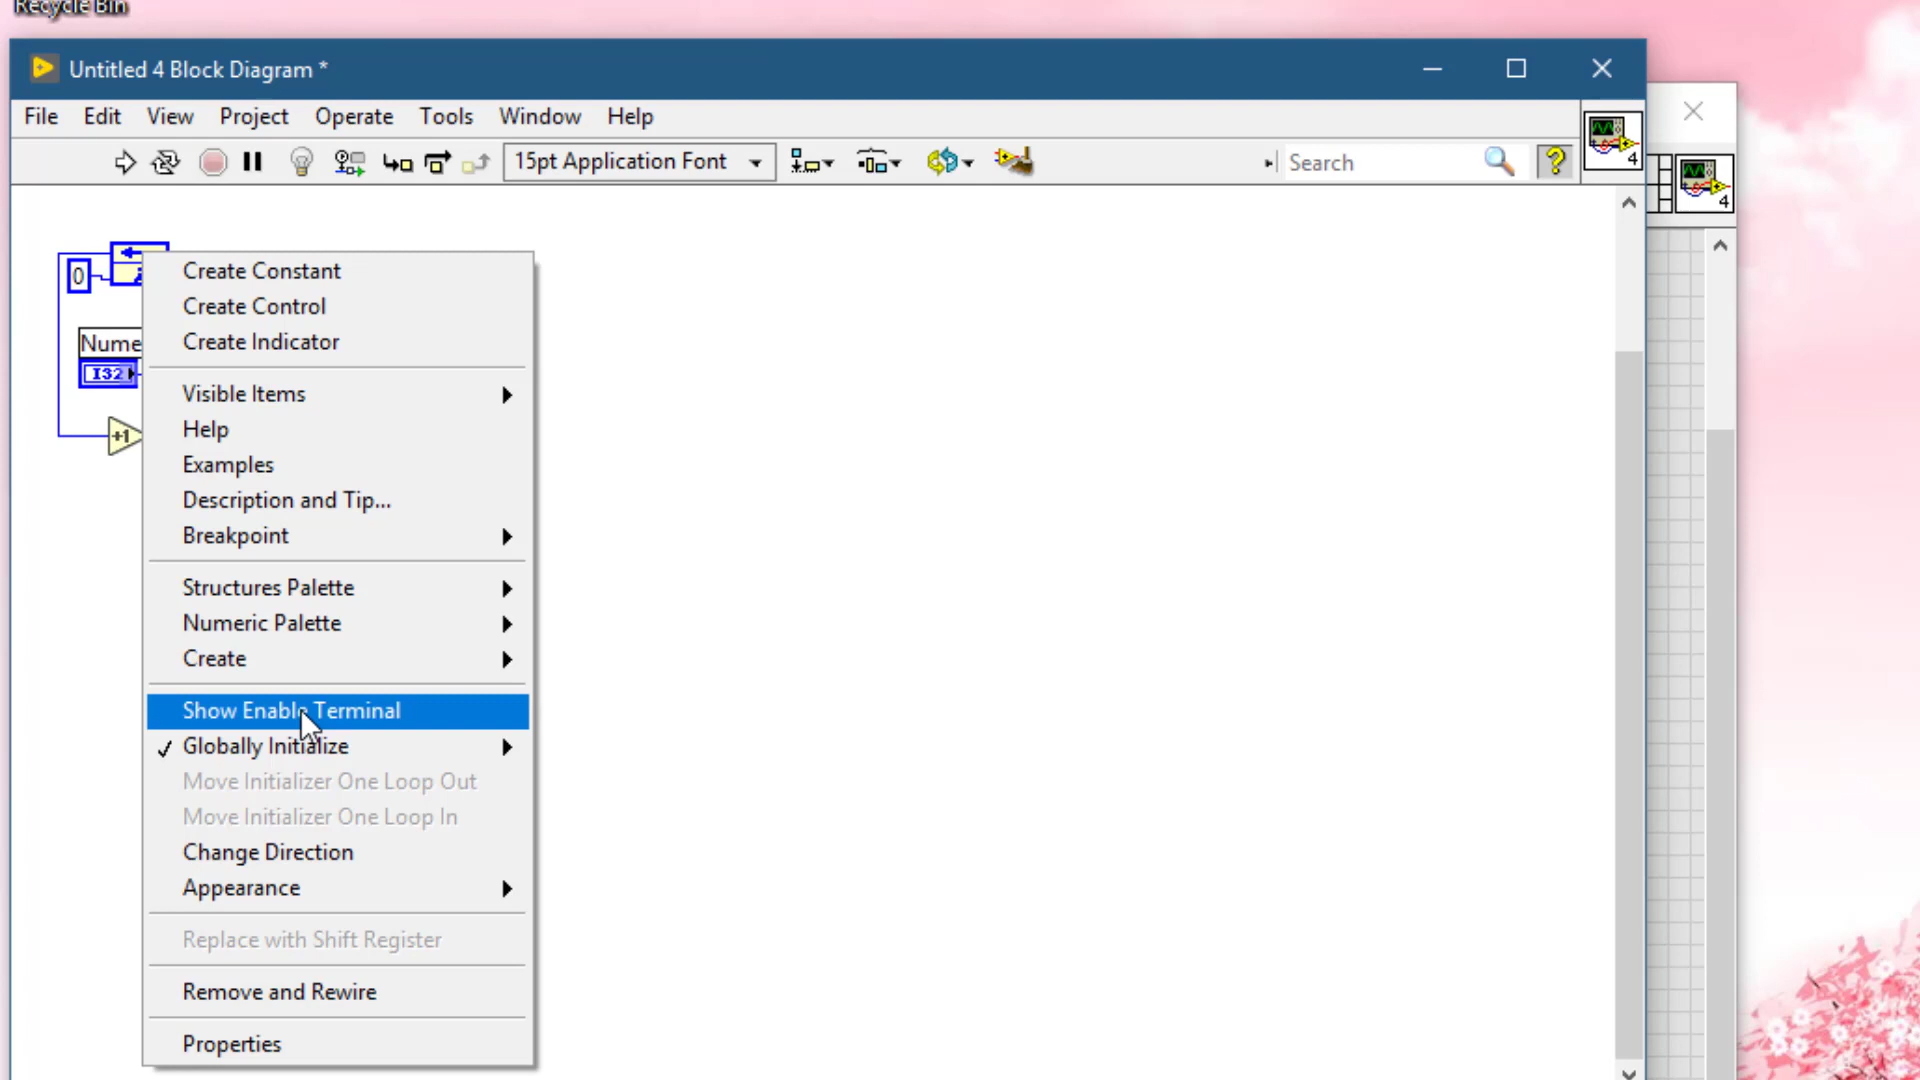 Recycle Bin
Untitled 4 Block Diagram *
File Edit View Project Operate Tools Window Help
15pt Application Font
Search
?
4
4
0
Nume
I32
+1
Create Constant
Create Control
Create Indicator
Visible Items
Help
Examples
Description and Tip...
Breakpoint
Structures Palette
Numeric Palette
Create
Show Enable Terminal
Globally Initialize
Move Initializer One Loop Out
Move Initializer One Loop In
Change Direction
Appearance
Replace with Shift Register
Remove and Rewire
Properties